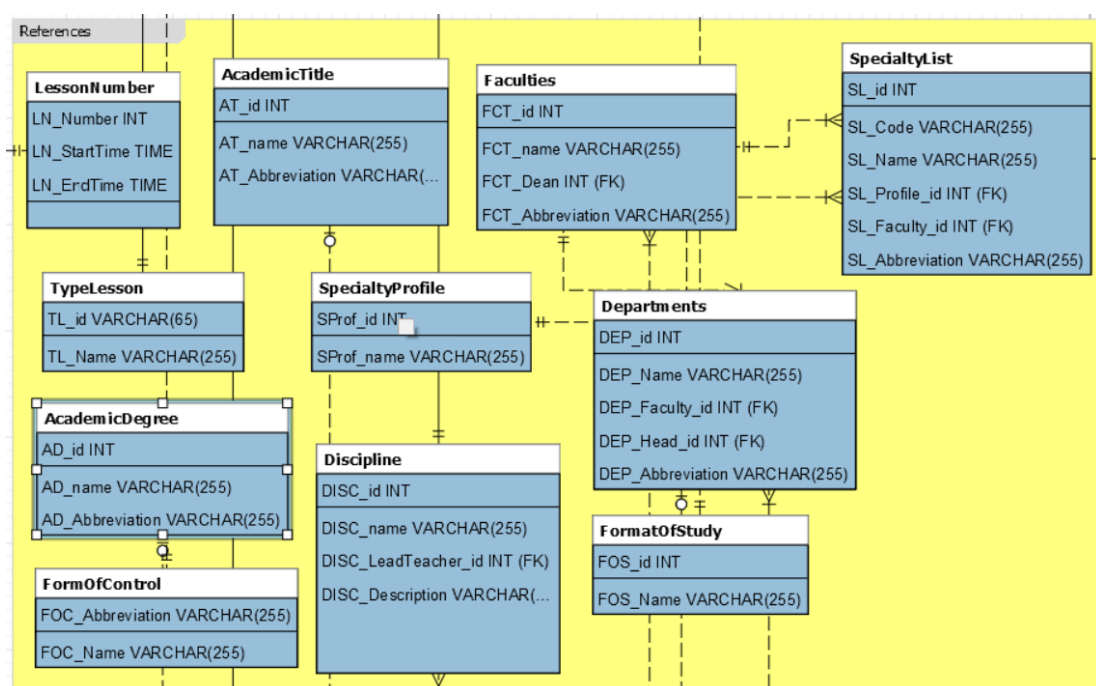 References
LessonNumber
LN_Number INT
LN_StartTime TIME
LN_EndTime TIME
AcademicTitle
AT_id INT
AT_name VARCHAR(255)
AT_Abbreviation VARCHAR(...
Faculties
FCT_id INT
FCT_name VARCHAR(255)
FCT_Dean INT (FK)
FCT_Abbreviation VARCHAR(255)
SpecialtyList
SL_id INT
SL_Code VARCHAR(255)
SL_Name VARCHAR(255)
SL_Profile_id INT (FK)
SL_Faculty_id INT (FK)
SL_Abbreviation VARCHAR(255)
TypeLesson
TL_id VARCHAR(65)
TL_Name VARCHAR(255)
SpecialtyProfile
SProf_id INT
SProf_name VARCHAR(255)
Departments
DEP_id INT
DEP_Name VARCHAR(255)
DEP_Faculty_id INT (FK)
DEP_Head_id INT (FK)
DEP_Abbreviation VARCHAR(255)
AcademicDegree
AD_id INT
AD_name VARCHAR(255)
AD_Abbreviation VARCHAR(255)
Discipline
DISC_id INT
DISC_name VARCHAR(255)
DISC_LeadTeacher_id INT (FK)
DISC_Description VARCHAR(...
FormatOfStudy
FOS_id INT
FOS_Name VARCHAR(255)
FormOfControl
FOC_Abbreviation VARCHAR(255)
FOC_Name VARCHAR(255)